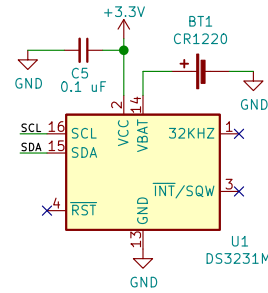 +3.3V
BT1
CR1220
C5
0.1 uF
GND
GND
2
14
SCL 16 SCL
SDA 15 SDA
VCC
VBAT
32KHZ 1
INT/SQW 3
4 RST
GND
13
U1
DS3231M
GND